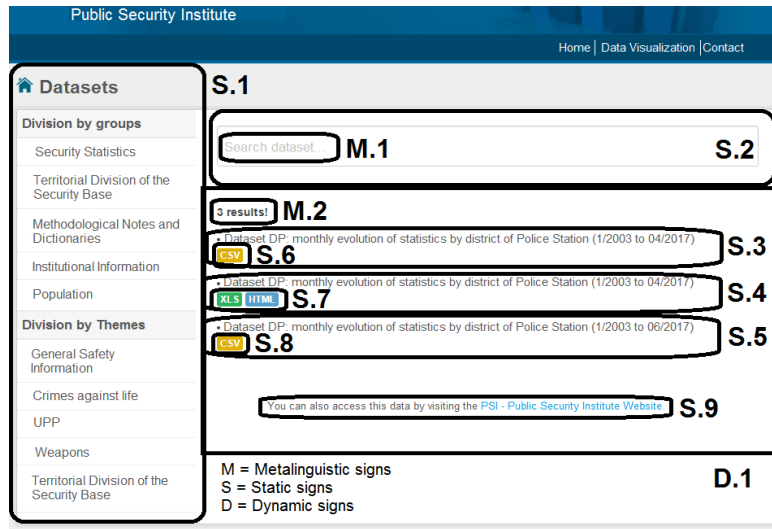 Public Security Institute
Home | Data Visualization | Contact
Datasets
S.1
Division by groups
Security Statistics
Territorial Division of the
Security Base
Methodological Notes and
Dictionaries
Institutional Information
Population
Division by Themes
General Safety
Information
Crimes against life
UPP
Weapons
Territorial Division of the
Security Base
Search dataset...
M.1
S.2
3 results!
M.2
• Dataset DP: monthly evolution of statistics by district of Police Station (1/2003 to 04/2017)
CSV
S.6
S.3
• Dataset DP: monthly evolution of statistics by district of Police Station (1/2003 to 04/2017)
XLS HTML
S.7
S.4
• Dataset DP: monthly evolution of statistics by district of Police Station (1/2003 to 06/2017)
CSV
S.8
S.5
You can also access this data by visiting the PSI - Public Security Institute Website.
S.9
M = Metalinguistic signs
S = Static signs
D = Dynamic signs
D.1